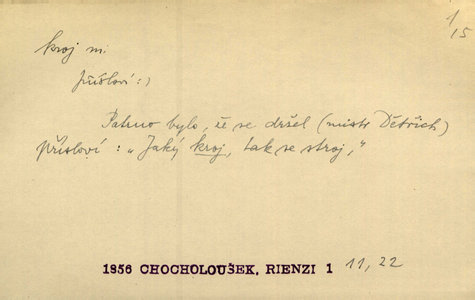 1/15
kroj m.
přísloví :)
Patrno bylo, že se držel (mistr Dětřich)
přísloví : „Jaký kroj, tak se stroj,"
1856 CHOCHOLOUŠEK, RIENZI 1 11, 22